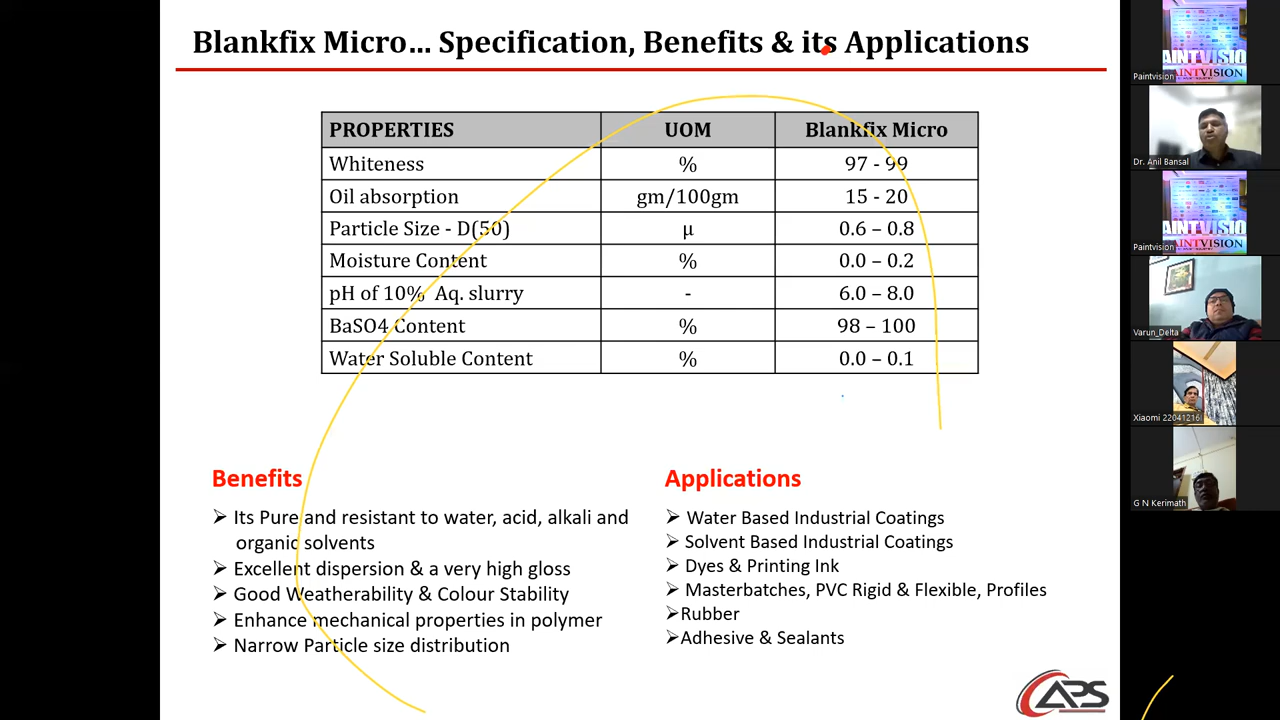 Blankfix Micro... Specification, Benefits & its Applications
PROPERTIES UOM Blankfix Micro
Whiteness % 97 - 99
Oil absorption gm/100gm 15 - 20
Particle Size - D(50) µ 0.6 – 0.8
Moisture Content % 0.0 – 0.2
pH of 10% Aq. slurry - 6.0 – 8.0
BaSO4 Content % 98 – 100
Water Soluble Content % 0.0 – 0.1
Benefits
Its Pure and resistant to water, acid, alkali and
organic solvents
Excellent dispersion & a very high gloss
Good Weatherability & Colour Stability
Enhance mechanical properties in polymer
Narrow Particle size distribution
Applications
Water Based Industrial Coatings
Solvent Based Industrial Coatings
Dyes & Printing Ink
Masterbatches, PVC Rigid & Flexible, Profiles
Rubber
Adhesive & Sealants
APS
AINTVISIO
AINTVISION
Paintvision
Dr. Anil Bansal
AINTVISIO
AINTVISION
Paintvision
Varun_Delta
Xiaomi 22041216
G N Kerimath